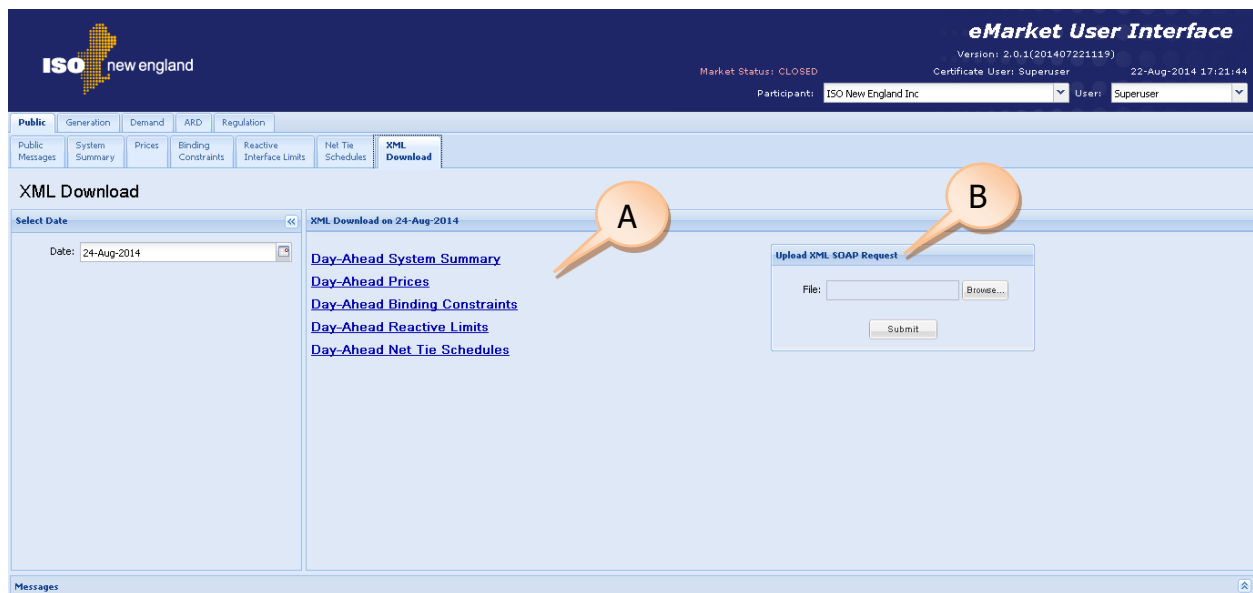 eMarket User Interface
ISO new england
Version: 2.0.1(201407221119)
Market Status: CLOSED Certificate User: Superuser 22-Aug-2014 17:21:44
Participant: ISO New England Inc User: Superuser
Public Generation Demand ARD Regulation
Public Messages System Summary Prices Binding Constraints Reactive Interface Limits Net Tie Schedules XML Download
XML Download
A
B
Select Date
XML Download on 24-Aug-2014
Date: 24-Aug-2014
Day-Ahead System Summary
Day-Ahead Prices
Day-Ahead Binding Constraints
Day-Ahead Reactive Limits
Day-Ahead Net Tie Schedules
Upload XML SOAP Request
File: Browse...
Submit
Messages